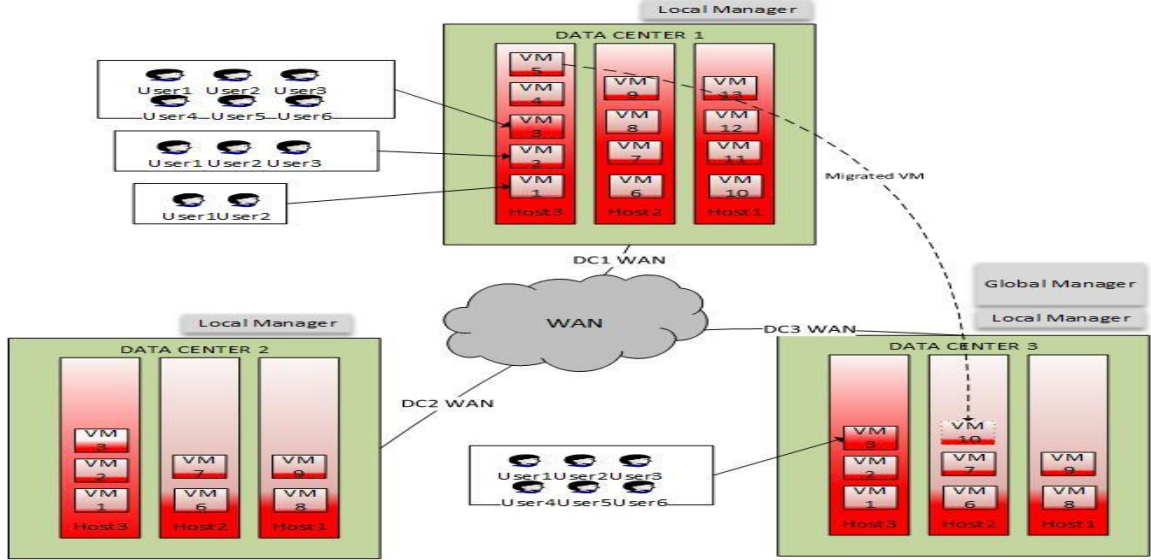 Local Manager
DATA CENTER 1
VM 5
VM 4
VM 3
VM 2
VM 1
Host3
VM 9
VM 8
VM 7
VM 6
Host2
VM 13
VM 12
VM 11
VM 10
Host1
User1 User2 User3
User4 User5 User6
User1 User2 User3
User1User2
Migrated VM
DC1 WAN
WAN
DC3 WAN
DC2 WAN
Local Manager
DATA CENTER 2
VM 3
VM 2
VM 1
Host3
VM 7
VM 6
Host2
VM 9
VM 8
Host1
Global Manager
Local Manager
DATA CENTER 3
User1User2User3
User4User5User6
VM 3
VM 2
VM 1
Host3
VM 10
VM 7
VM 6
Host2
VM 9
VM 8
Host1